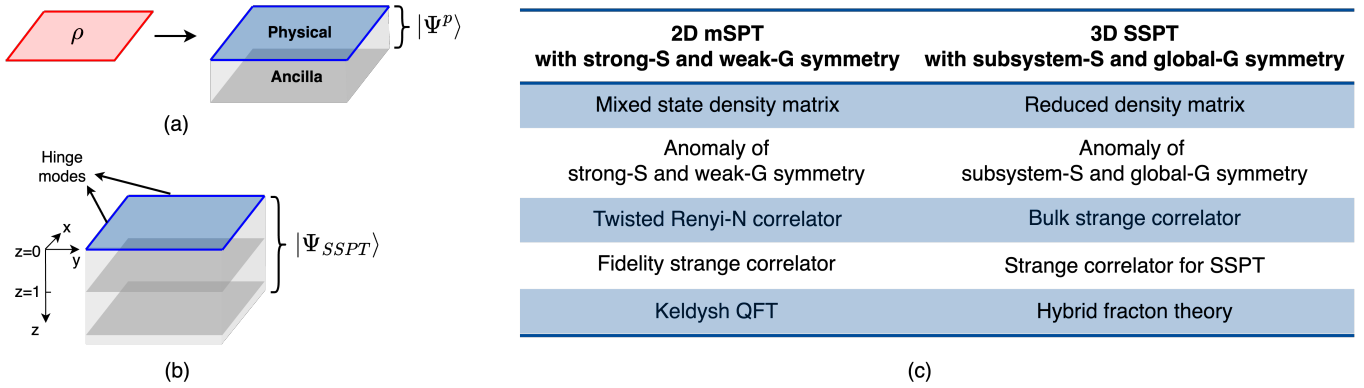 ρ
Physical
Ancilla
|Ψᵖ⟩
(a)
Hinge
modes
x
z=0
y
z=1
z
|Ψ_{SSPT}⟩
(b)
2D mSPT
with strong-S and weak-G symmetry
3D SSPT
with subsystem-S and global-G symmetry
Mixed state density matrix
Reduced density matrix
Anomaly of
strong-S and weak-G symmetry
Anomaly of
subsystem-S and global-G symmetry
Twisted Renyi-N correlator
Bulk strange correlator
Fidelity strange correlator
Strange correlator for SSPT
Keldysh QFT
Hybrid fracton theory
(c)